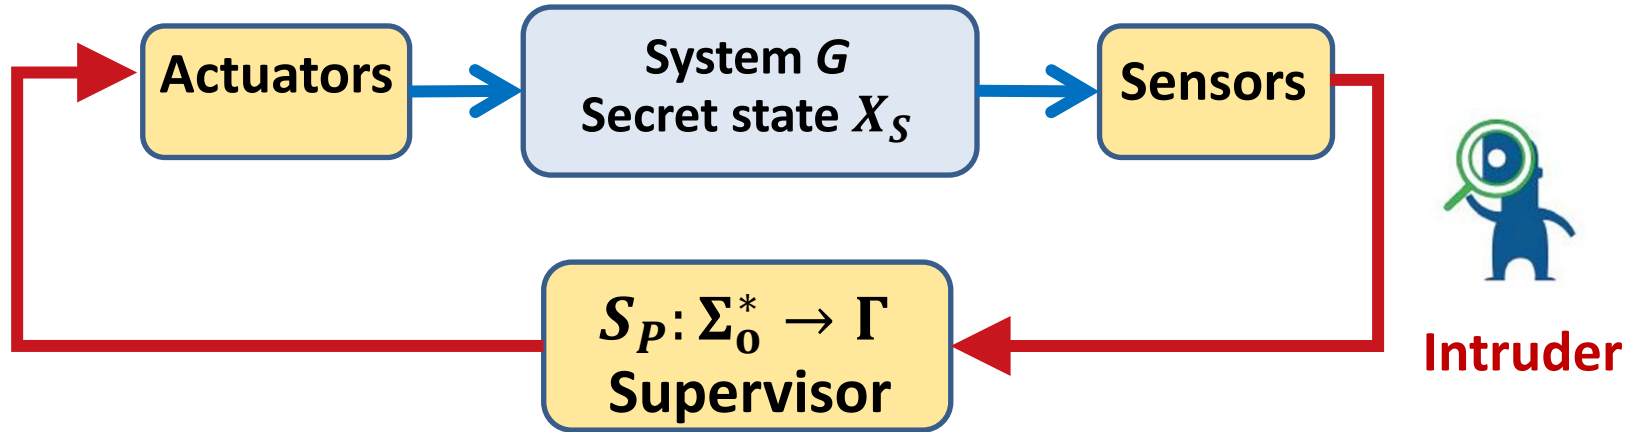 Actuators
System G
Secret state X_S
Sensors
S_P: Σ_o^* → Γ
Supervisor
Intruder